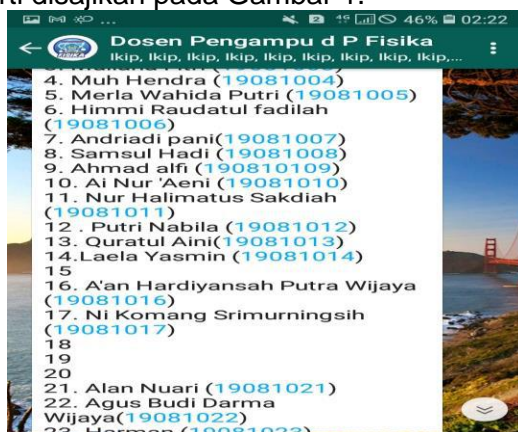 rti disajikan pada Gambar 1.
46% 02:22
Dosen Pengampu d P Fisika
Ikip, Ikip, Ikip, Ikip, Ikip, Ikip, Ikip, Ikip,...
4. Muh Hendra (19081004)
5. Merla Wahida Putri (19081005)
6. Himmi Raudatul fadilah
(19081006)
7. Andriadi pani(19081007)
8. Samsul Hadi (19081008)
9. Ahmad alfi (190810109)
10. Ai Nur 'Aeni (19081010)
11. Nur Halimatus Sakdiah
(19081011)
12 . Putri Nabila (19081012)
13. Quratul Aini(19081013)
14.Laela Yasmin (19081014)
15
16. A'an Hardiyansah Putra Wijaya
(19081016)
17. Ni Komang Srimurningsih
(19081017)
18
19
20
21. Alan Nuari (19081021)
22. Agus Budi Darma
Wijaya(19081022)
23. Herman (19081023)